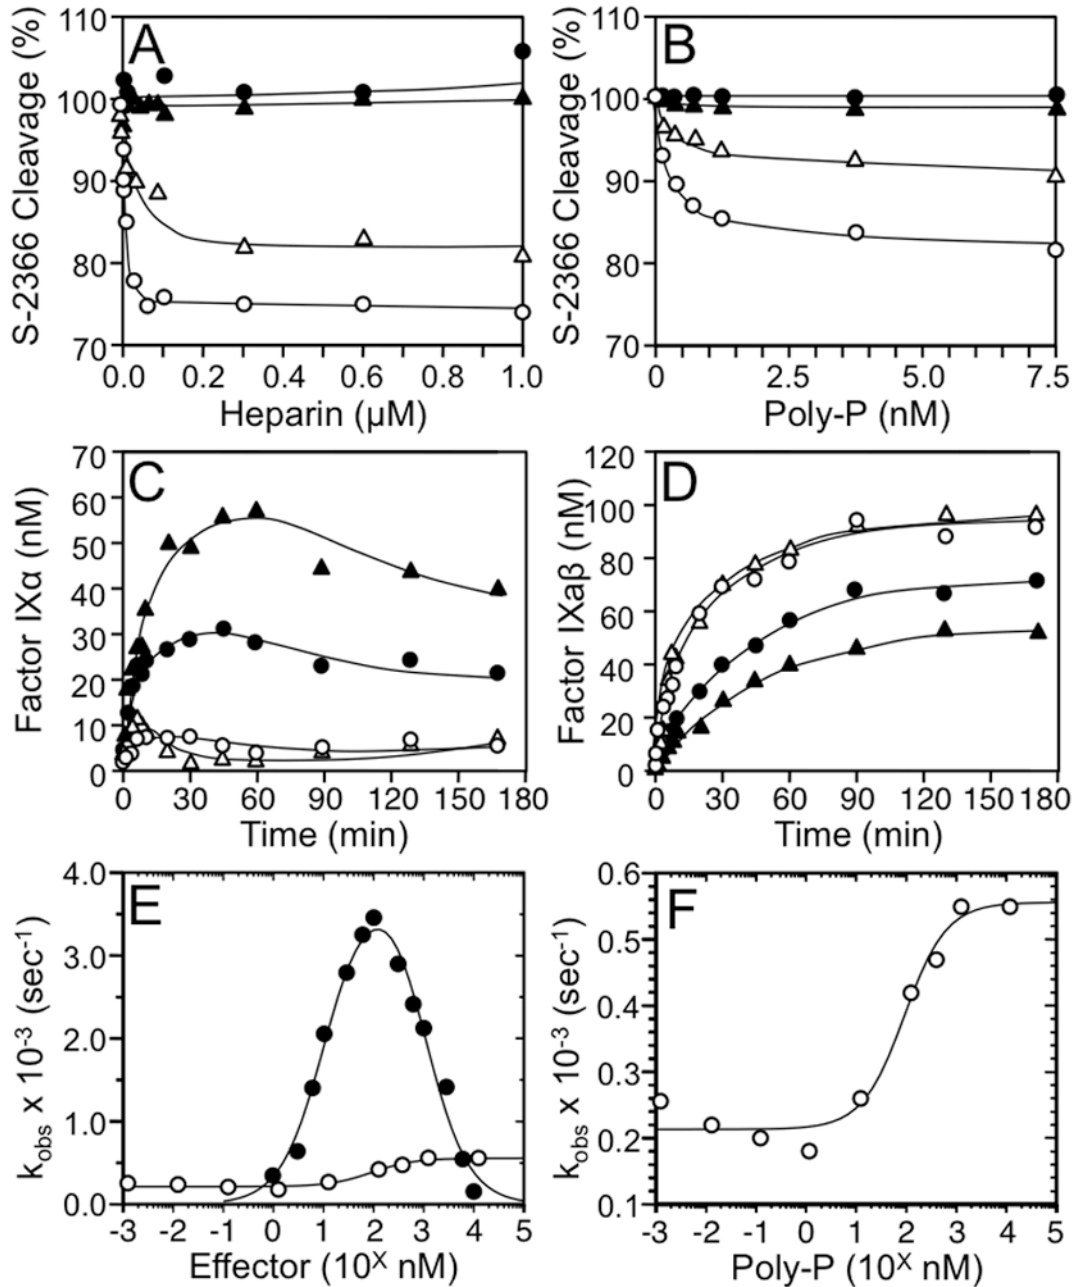 A
S-2366 Cleavage (%)
110
100
90
80
70
0.0 0.2 0.4 0.6 0.8 1.0
Heparin (µM)
B
S-2366 Cleavage (%)
110
100
90
80
70
0 2.5 5.0 7.5
Poly-P (nM)
C
Factor IXα (nM)
70
60
50
40
30
20
10
0
0 30 60 90 120 150 180
Time (min)
D
Factor IXaβ (nM)
120
100
80
60
40
20
0
0 30 60 90 120 150 180
Time (min)
E
k_obs x 10⁻³ (sec⁻¹)
4.0
3.0
2.0
1.0
0.0
-3 -2 -1 0 1 2 3 4 5
Effector (10ˣ nM)
F
k_obs x 10⁻³ (sec⁻¹)
0.6
0.5
0.4
0.3
0.2
0.1
-3 -2 -1 0 1 2 3 4 5
Poly-P (10ˣ nM)